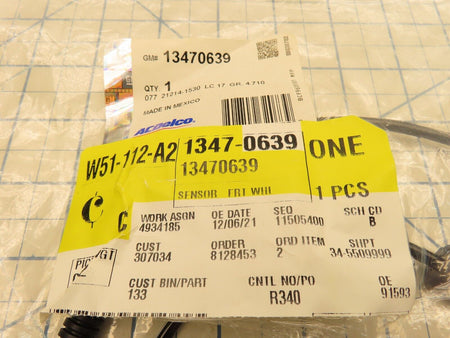 GM# 13470639
QTY 1
077 21214-1530 LC 17 GR. 4.710
MADE IN MEXICO
ACDelco
W51-112-A2
1347-0639
ONE
13470639
SENSOR FRT WHL
1 PCS
C
WORK ASGN
4934185
OE DATE
12/06/21
SEQ
11505400
SCH CD
B
CUST
307034
ORDER
8128453
ORD ITEM
2
SHPT
34-5509999
CUST BIN/PART
133
CNTL NO/PO
R340
OE
91593